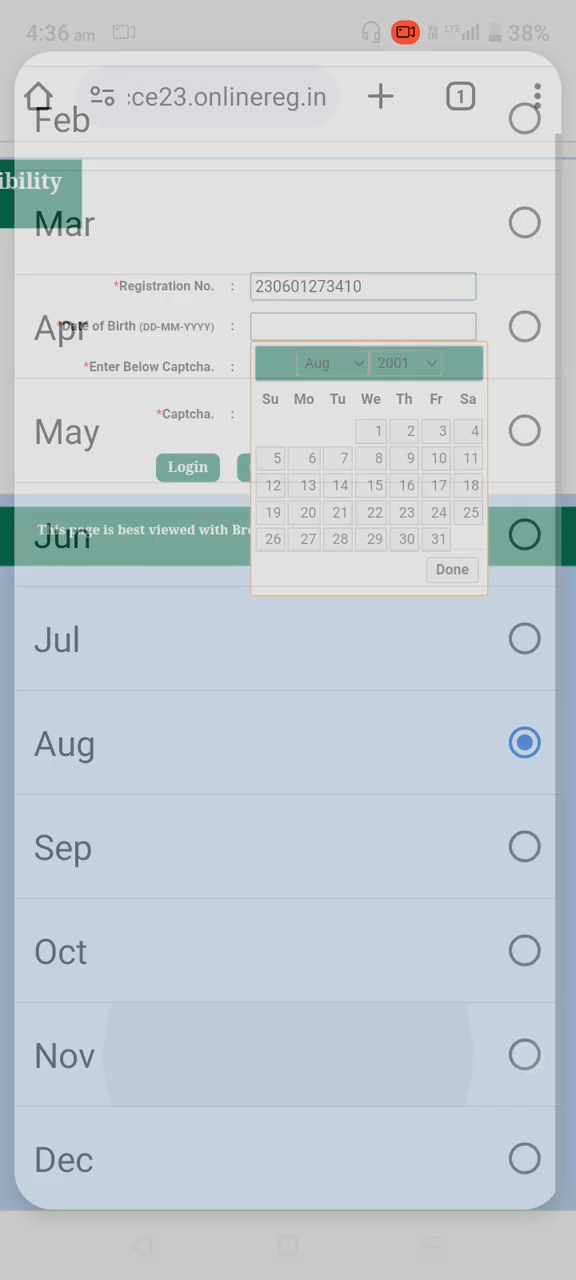 4:36 am
Yo LTE LTE 38%
:ce23.onlinereg.in
1
Feb
ibility
Mar
*Registration No. : 230601273410
Apr
*Date of Birth (DD-MM-YYYY) :
*Enter Below Captcha. :
Aug 2001
Su Mo Tu We Th Fr Sa
*Captcha. :
May
1 2 3 4
Login
5 6 7 8 9 10 11
12 13 14 15 16 17 18
19 20 21 22 23 24 25
This page is best viewed with Bro
Jun
26 27 28 29 30 31
Done
Jul
Aug
Sep
Oct
Nov
Dec